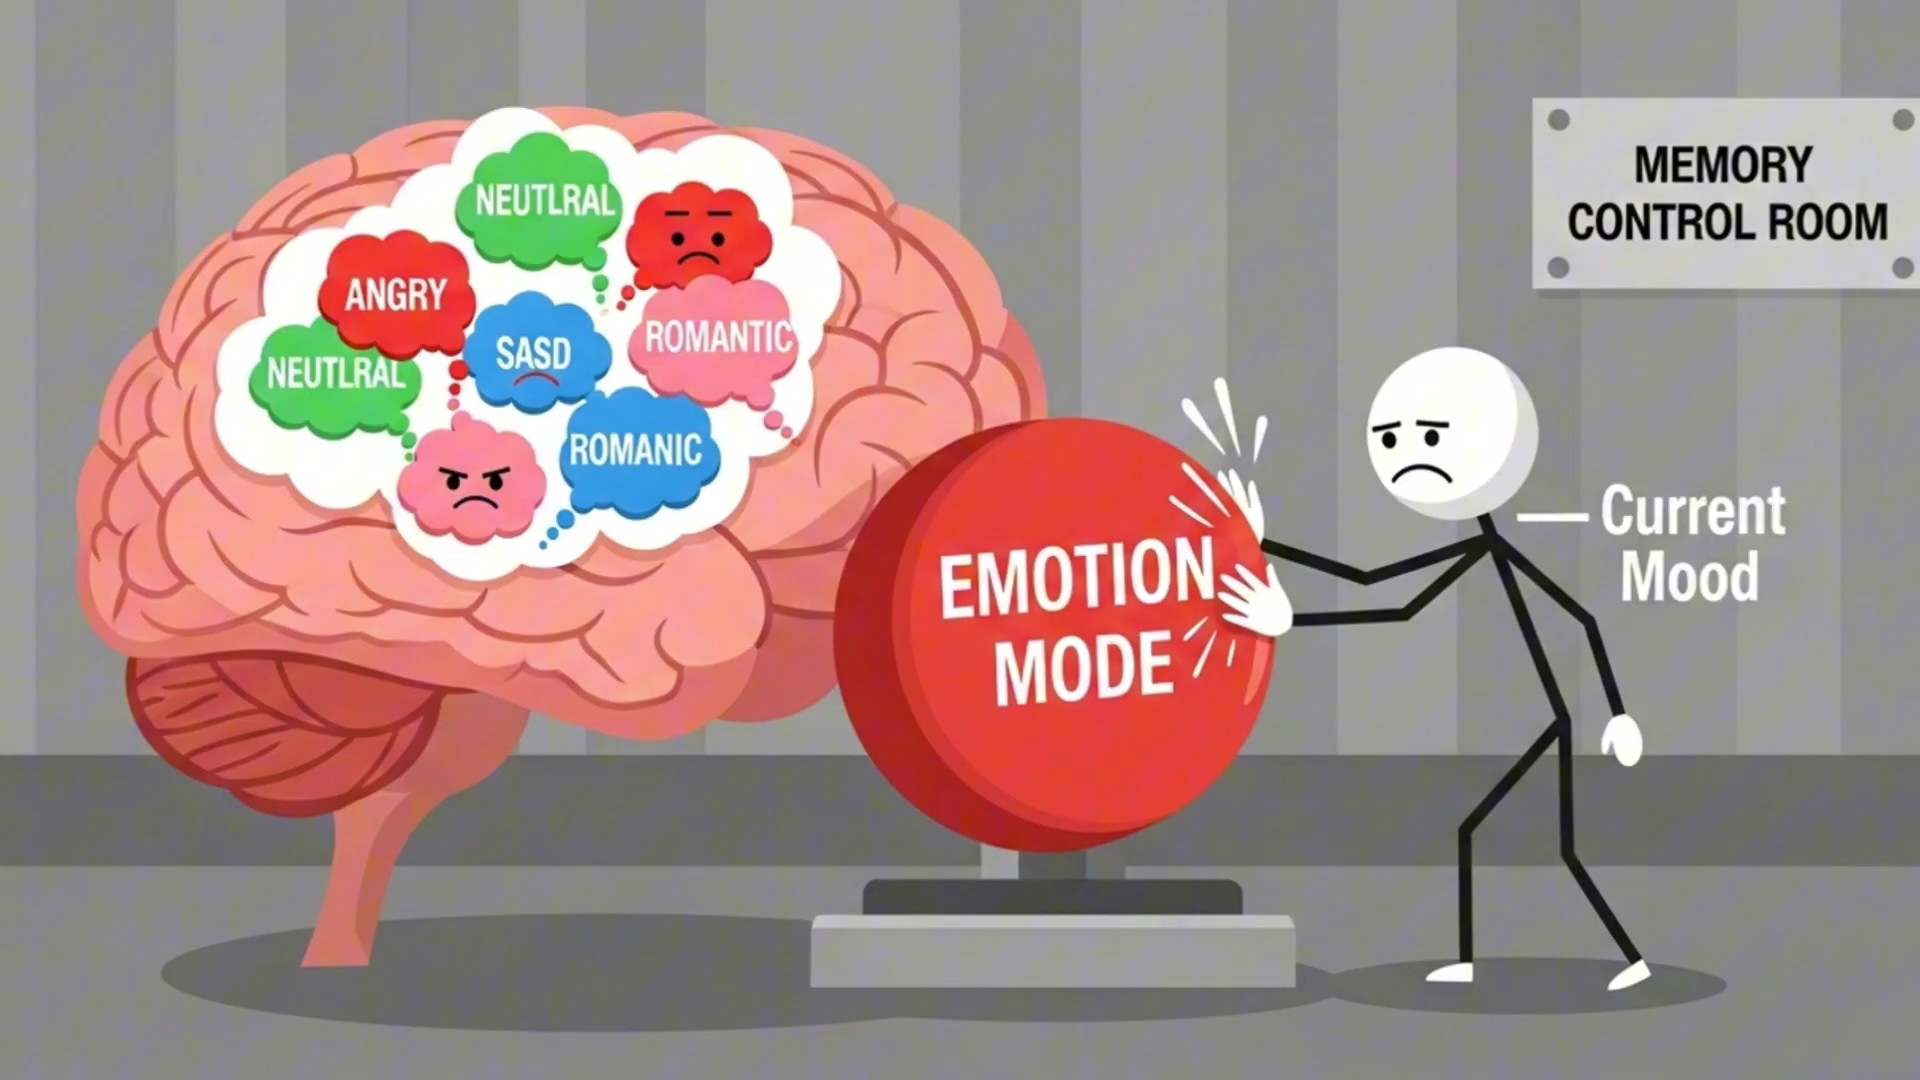 NEUTLRAL
ANGRY
SASD
ROMANTIC
NEUTLRAL
ROMANIC
EMOTION
MODE
MEMORY
CONTROL ROOM
Current
Mood